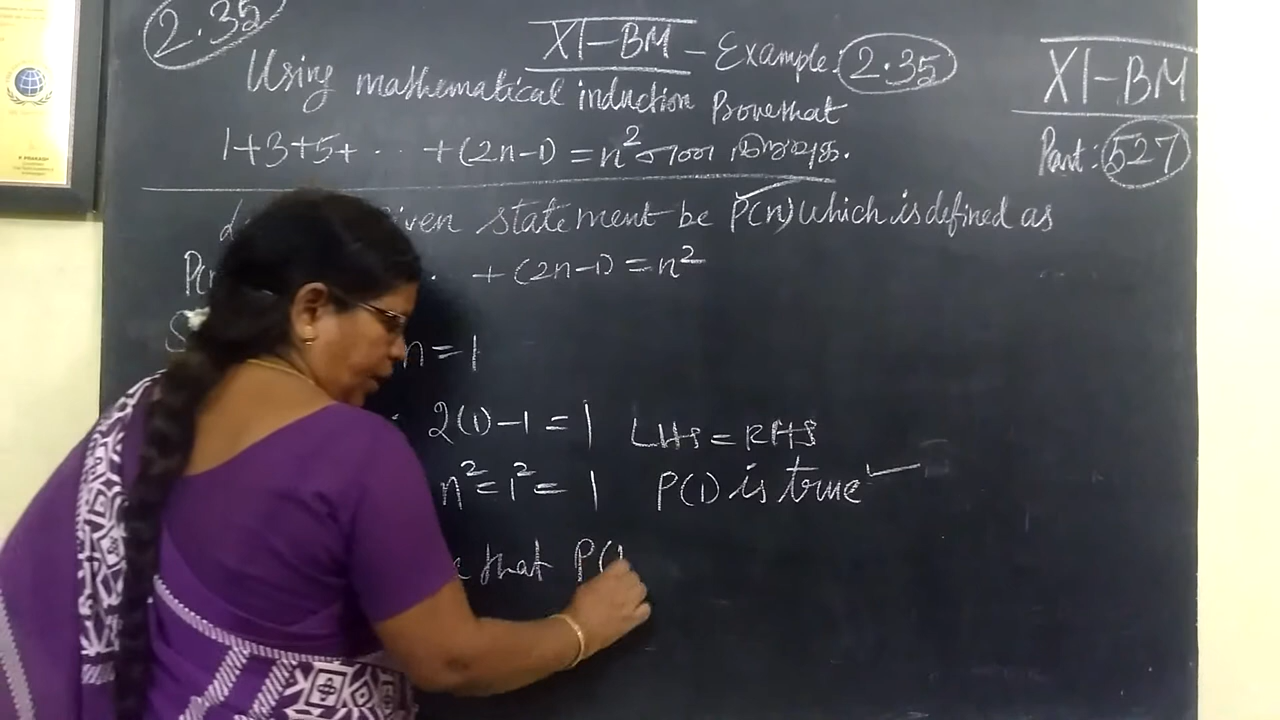 2.35
XI-BM - Example: 2.35
Using mathematical induction Prove that
1+3+5+ . . . +(2n-1) = n² என
XI-BM
Part: 527
given statement be P(n) which is defined as
P(n . + (2n-1) = n²
S n = 1
2(1)-1 = 1 LHS = RHS
n² = 1² = 1 P(1) is true
that P(